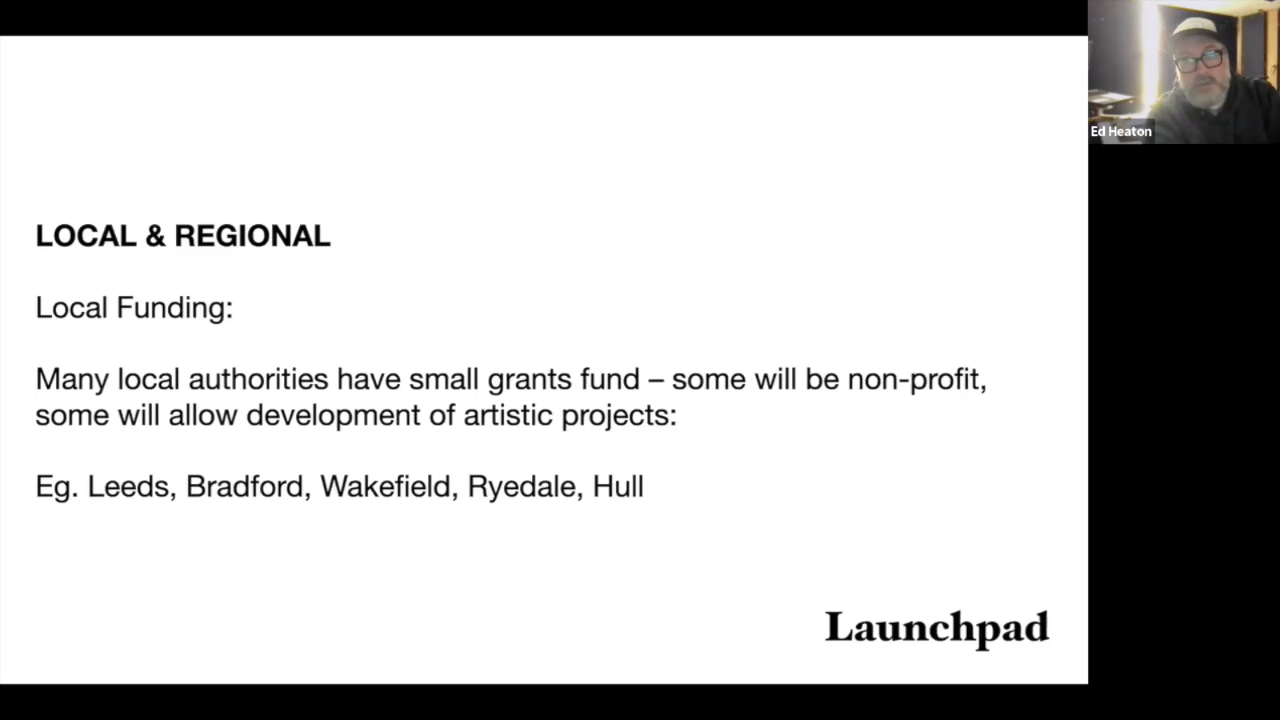 LOCAL & REGIONAL
Local Funding:
Many local authorities have small grants fund – some will be non-profit,
some will allow development of artistic projects:
Eg. Leeds, Bradford, Wakefield, Ryedale, Hull
Launchpad
Ed Heaton